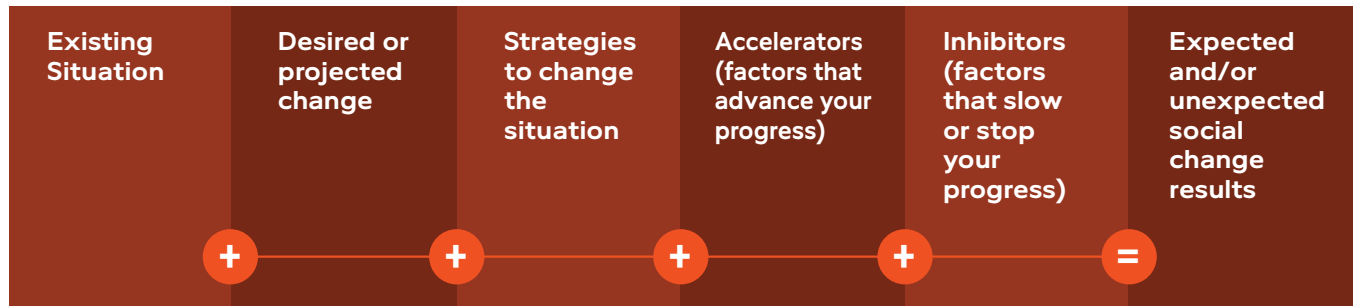 Existing
Situation
Desired or
projected
change
Strategies
to change
the
situation
Accelerators
(factors that
advance your
progress)
Inhibitors
(factors
that slow
or stop
your
progress)
Expected
and/or
unexpected
social
change
results
+
+
+
+
=